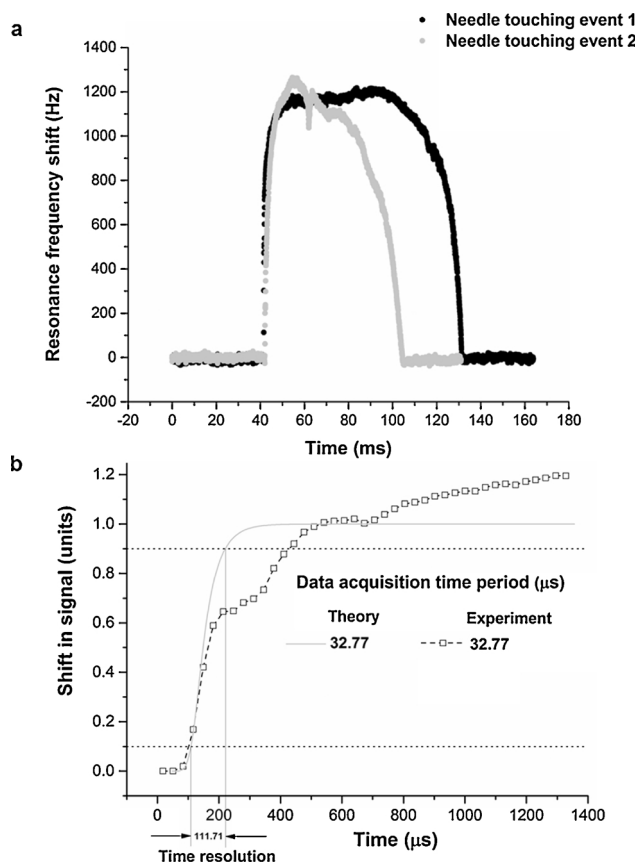 a
Needle touching event 1
Needle touching event 2
Resonance frequency shift (Hz)
1400
1200
1000
800
600
400
200
0
-200
-20 0 20 40 60 80 100 120 140 160 180
Time (ms)
b
Shift in signal (units)
1.2
1.0
0.8
0.6
0.4
0.2
0.0
Data acquisition time period (μs)
Theory Experiment
32.77 32.77
0 200 400 600 800 1000 1200 1400
111.71
Time (μs)
Time resolution